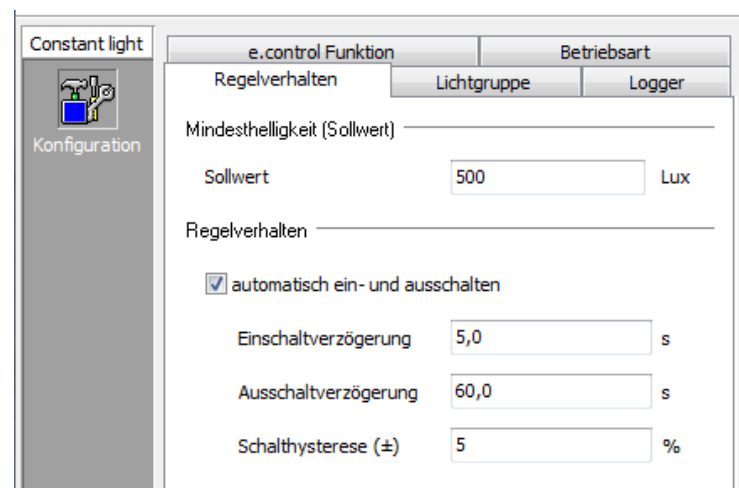 Constant light
Konfiguration
e.control Funktion Betriebsart
Regelverhalten Lichtgruppe Logger
Mindesthelligkeit (Sollwert)
Sollwert 500 Lux
Regelverhalten
automatisch ein- und ausschalten
Einschaltverzögerung 5,0 s
Ausschaltverzögerung 60,0 s
Schalthysterese (±) 5 %